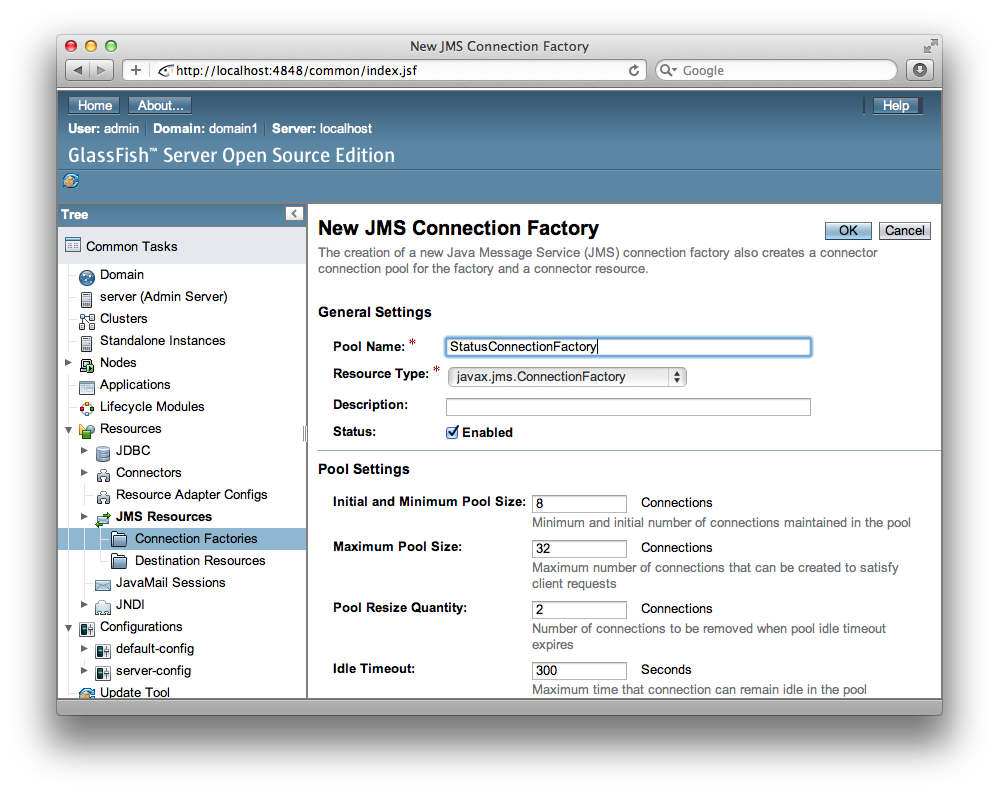 New JMS Connection Factory
http://localhost:4848/common/index.jsf
Google
Home About... Help
User: admin Domain: domain1 Server: localhost
GlassFish™ Server Open Source Edition
Tree
Common Tasks
Domain
server (Admin Server)
Clusters
Standalone Instances
Nodes
Applications
Lifecycle Modules
Resources
JDBC
Connectors
Resource Adapter Configs
JMS Resources
Connection Factories
Destination Resources
JavaMail Sessions
JNDI
Configurations
default-config
server-config
Update Tool
New JMS Connection Factory
OK Cancel
The creation of a new Java Message Service (JMS) connection factory also creates a connector
connection pool for the factory and a connector resource.
General Settings
Pool Name: * StatusConnectionFactory
Resource Type: * javax.jms.ConnectionFactory
Description:
Status: Enabled
Pool Settings
Initial and Minimum Pool Size: 8 Connections
Minimum and initial number of connections maintained in the pool
Maximum Pool Size: 32 Connections
Maximum number of connections that can be created to satisfy
client requests
Pool Resize Quantity: 2 Connections
Number of connections to be removed when pool idle timeout
expires
Idle Timeout: 300 Seconds
Maximum time that connection can remain idle in the pool